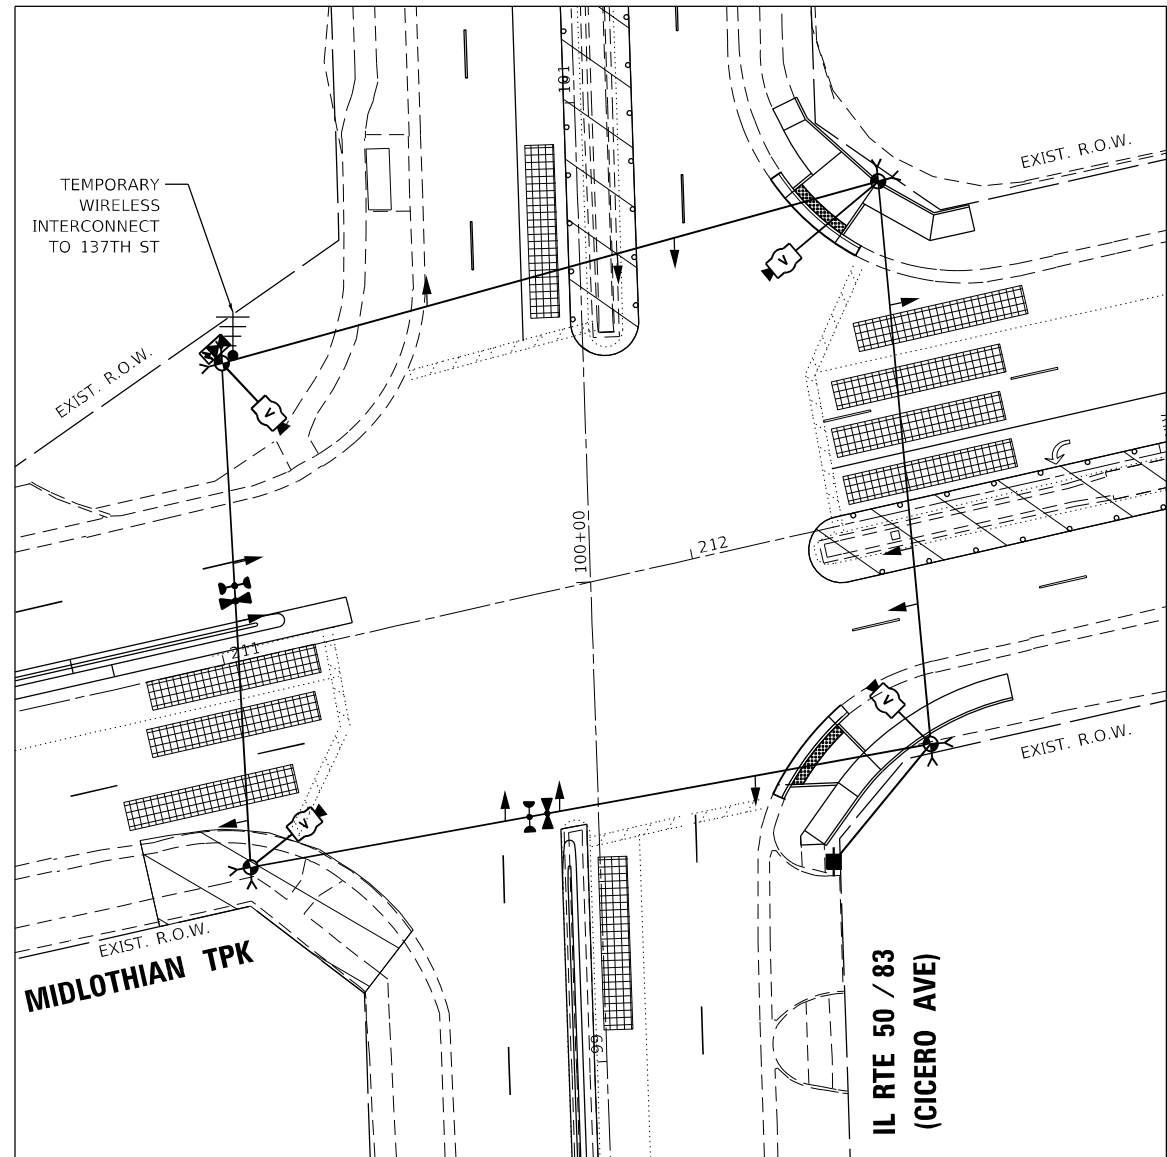 101
EXIST. R.O.W.
TEMPORARY
WIRELESS
INTERCONNECT
TO 137TH ST
V
EXIST. R.O.W.
V
100+00
212
211
V
EXIST. R.O.W.
V
EXIST. R.O.W.
MIDLOTHIAN TPK
IL RTE 50 / 83
(CICERO AVE)
99